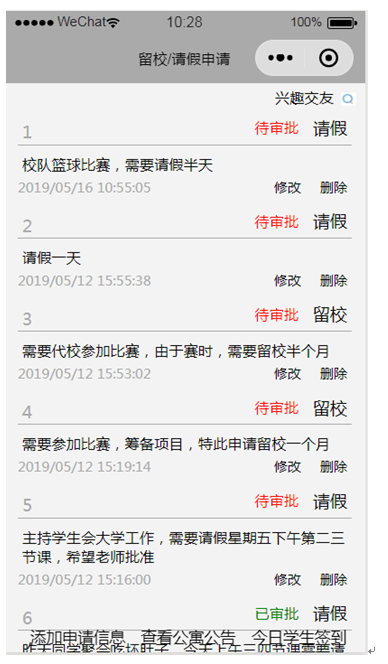 WeChat 10:28 100%
留校/请假申请
兴趣交友
1 待审批 请假
校队篮球比赛，需要请假半天
2019/05/16 10:55:05 修改 删除
2 待审批 请假
请假一天
2019/05/12 15:55:38 修改 删除
3 待审批 留校
需要代校参加比赛，由于赛时，需要留校半个月
2019/05/12 15:53:02 修改 删除
4 待审批 留校
需要参加比赛，筹备项目，特此申请留校一个月
2019/05/12 15:19:14 修改 删除
5 待审批 请假
主持学生会大学工作，需要请假星期五下午第二三
节课，希望老师批准
2019/05/12 15:16:00 修改 删除
6 已审批 请假
添加申请信息 查看公寓公告 今日学生签到